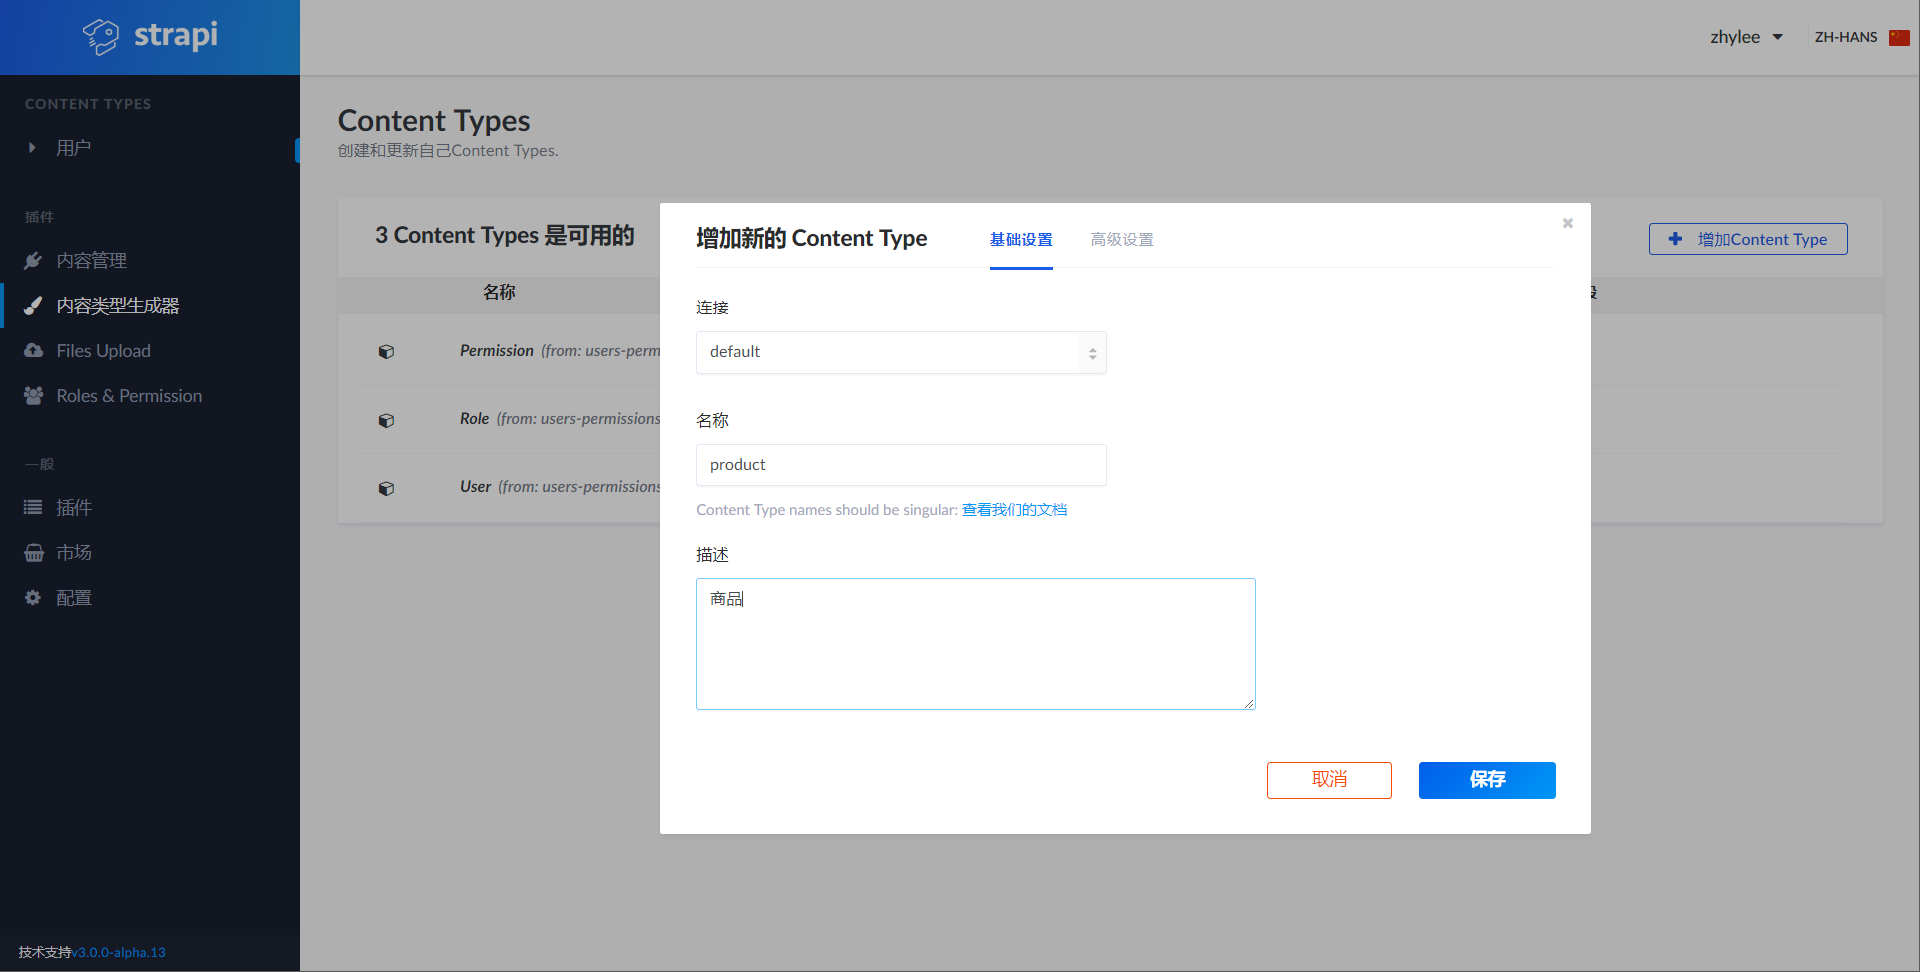 strapi
zhylee
ZH-HANS
CONTENT TYPES
用户
插件
内容管理
内容类型生成器
Files Upload
Roles & Permission
一般
插件
市场
配置
技术支持v3.0.0-alpha.13
Content Types
创建和更新自己Content Types.
3 Content Types 是可用的
增加Content Type
名称
Permission (from: users-perm
Role (from: users-permissions
User (from: users-permissions
增加新的 Content Type
基础设置
高级设置
连接
default
名称
product
Content Type names should be singular: 查看我们的文档
描述
商品
取消
保存